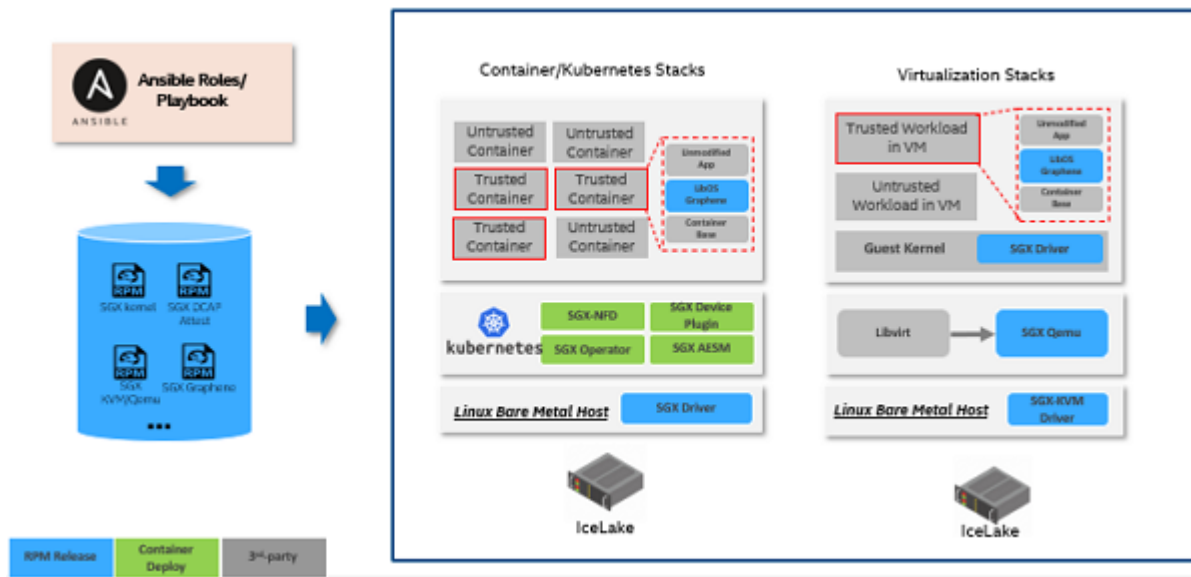 Ansible Roles/
Playbook
ANSIBLE
RPM
RPM
SGX kernel
SGX DCAP
Attest
RPM
RPM
SGX
KVM/Qemu
SGX Graphene
...
RPM Release
Container
Deploy
3rd-party
Container/Kubernetes Stacks
Untrusted
Container
Untrusted
Container
Trusted
Container
Trusted
Container
Trusted
Container
Untrusted
Container
Unmodified
App
LibOS
Graphene
Container
Base
kubernetes
SGX-NFD
SGX Device
Plugin
SGX Operator
SGX AESM
Linux Bare Metal Host
SGX Driver
IceLake
Virtualization Stacks
Trusted Workload
in VM
Untrusted
Workload in VM
Unmodified
App
LibOS
Graphene
Container
Base
Guest Kernel
SGX Driver
Libvirt
SGX Qemu
Linux Bare Metal Host
SGX-KVM
Driver
IceLake